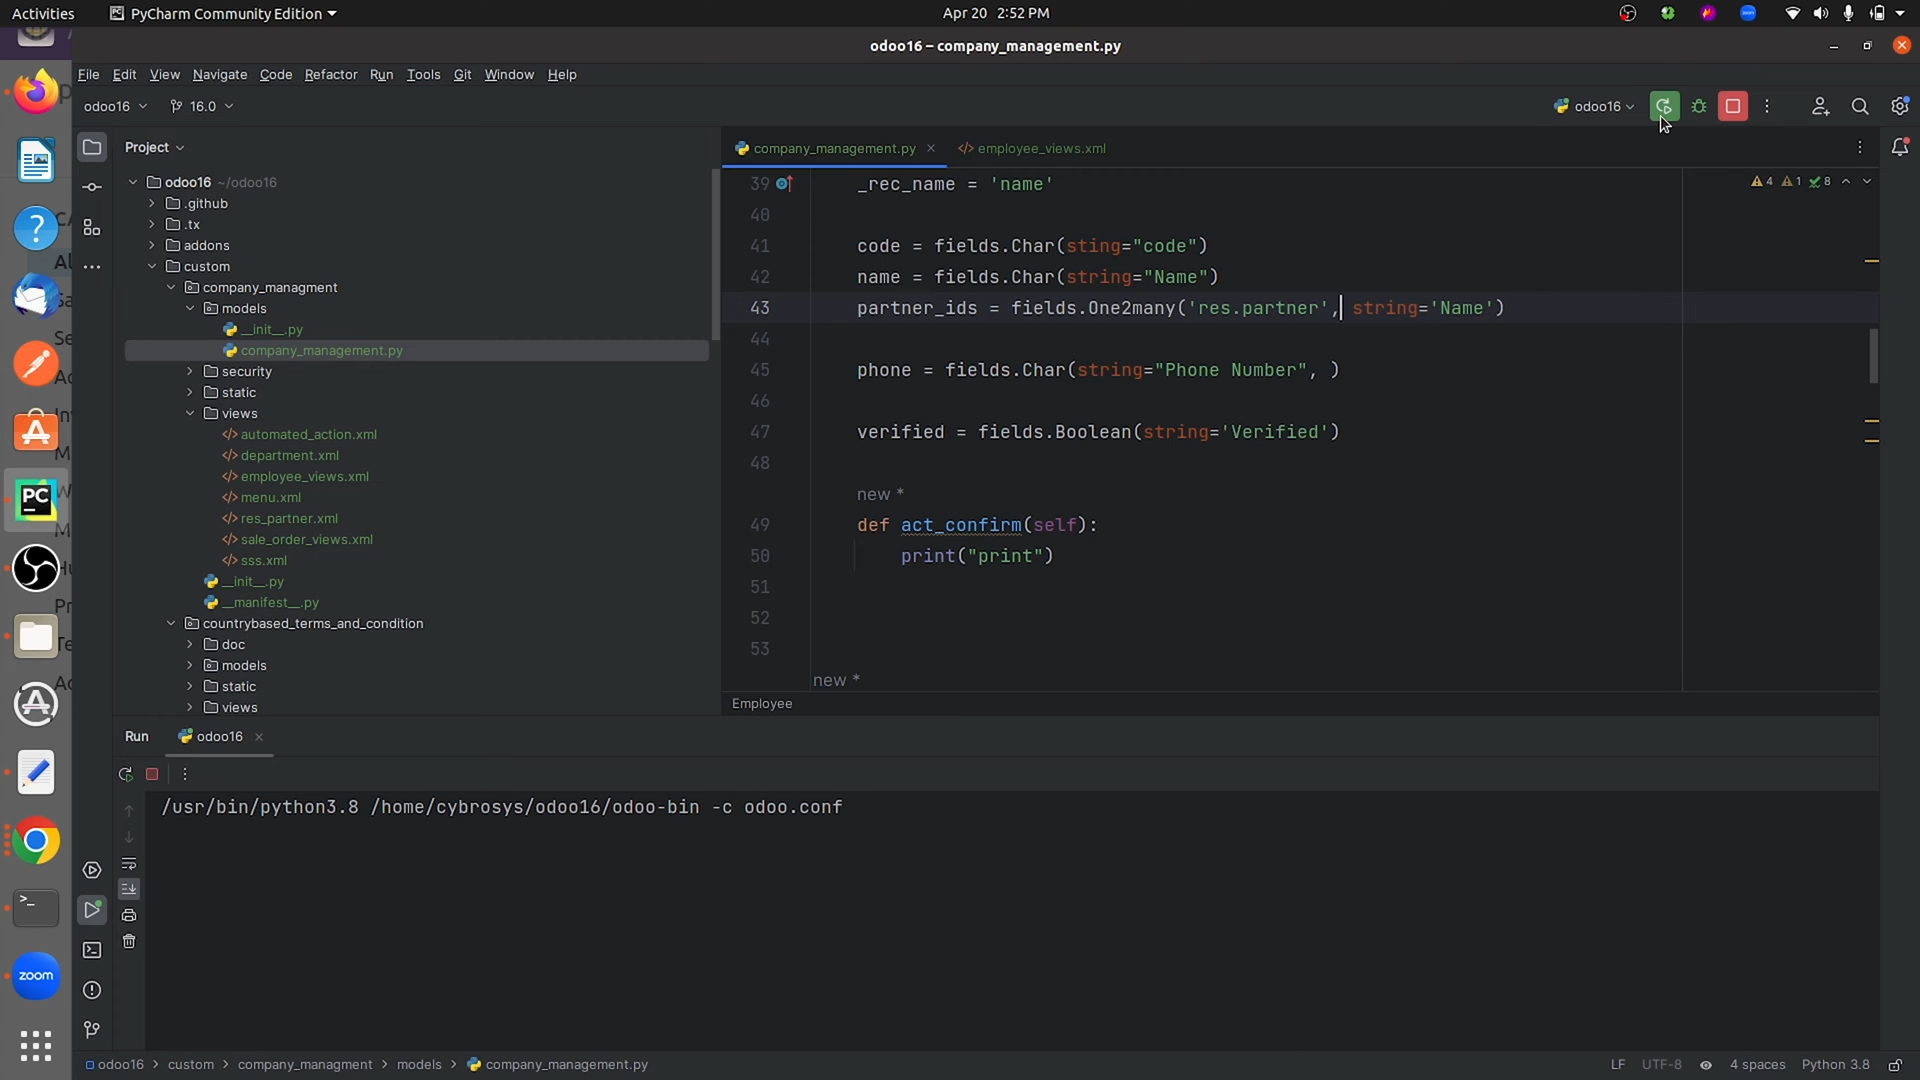 Activities PyCharm Community Edition Apr 20 2:52 PM
odoo16 – company_management.py
File Edit View Navigate Code Refactor Run Tools Git Window Help
odoo16 16.0 odoo16
Project company_management.py employee_views.xml
odoo16 ~/odoo16
.github
.tx
addons
custom
company_managment
models
__init__.py
company_management.py
security
static
views
automated_action.xml
department.xml
employee_views.xml
menu.xml
res_partner.xml
sale_order_views.xml
sss.xml
__init__.py
__manifest__.py
countrybased_terms_and_condition
doc
models
static
views
4 1 8
39 _rec_name = 'name'
40
41 code = fields.Char(sting="code")
42 name = fields.Char(string="Name")
43 partner_ids = fields.One2many('res.partner', string='Name')
44
45 phone = fields.Char(string="Phone Number", )
46
47 verified = fields.Boolean(string='Verified')
48
new *
49 def act_confirm(self):
50 print("print")
51
52
53
new *
Employee
Run odoo16
/usr/bin/python3.8 /home/cybrosys/odoo16/odoo-bin -c odoo.conf
PC
zoom
odoo16 > custom > company_managment > models > company_management.py LF UTF-8 4 spaces Python 3.8